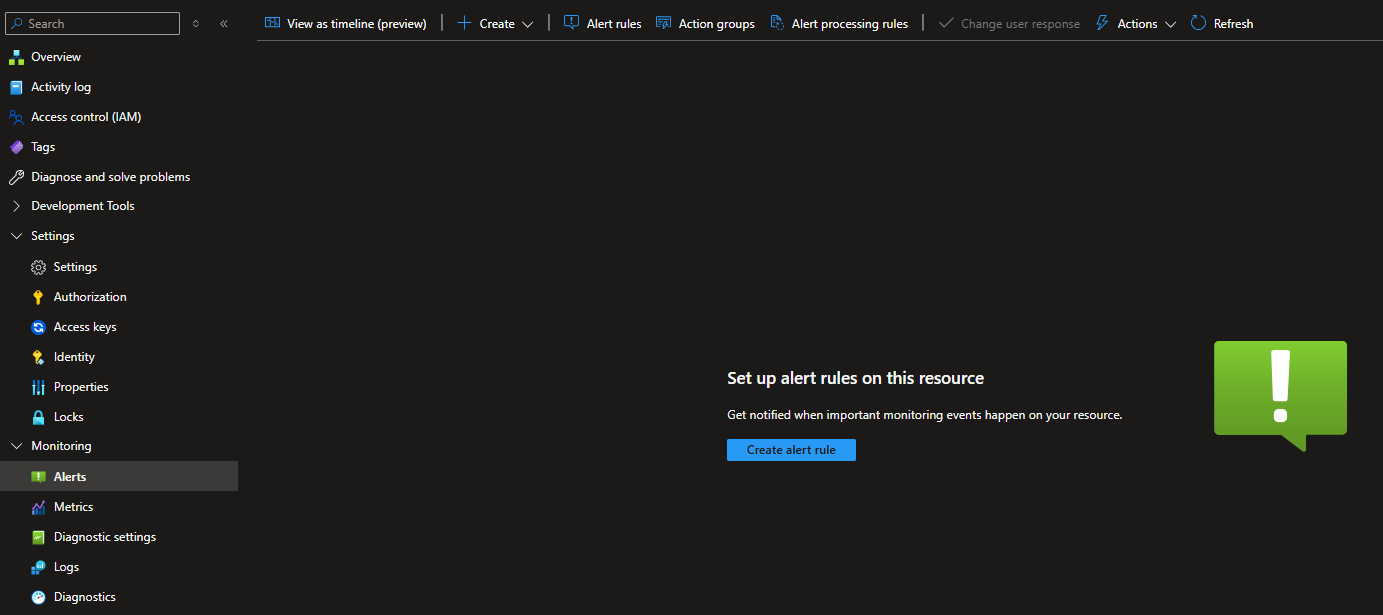 Search
View as timeline (preview) Create Alert rules Action groups Alert processing rules Change user response Actions Refresh
Overview
Activity log
Access control (IAM)
Tags
Diagnose and solve problems
Development Tools
Settings
Settings
Authorization
Access keys
Identity
Properties
Locks
Monitoring
Alerts
Metrics
Diagnostic settings
Logs
Diagnostics
Set up alert rules on this resource
Get notified when important monitoring events happen on your resource.
Create alert rule